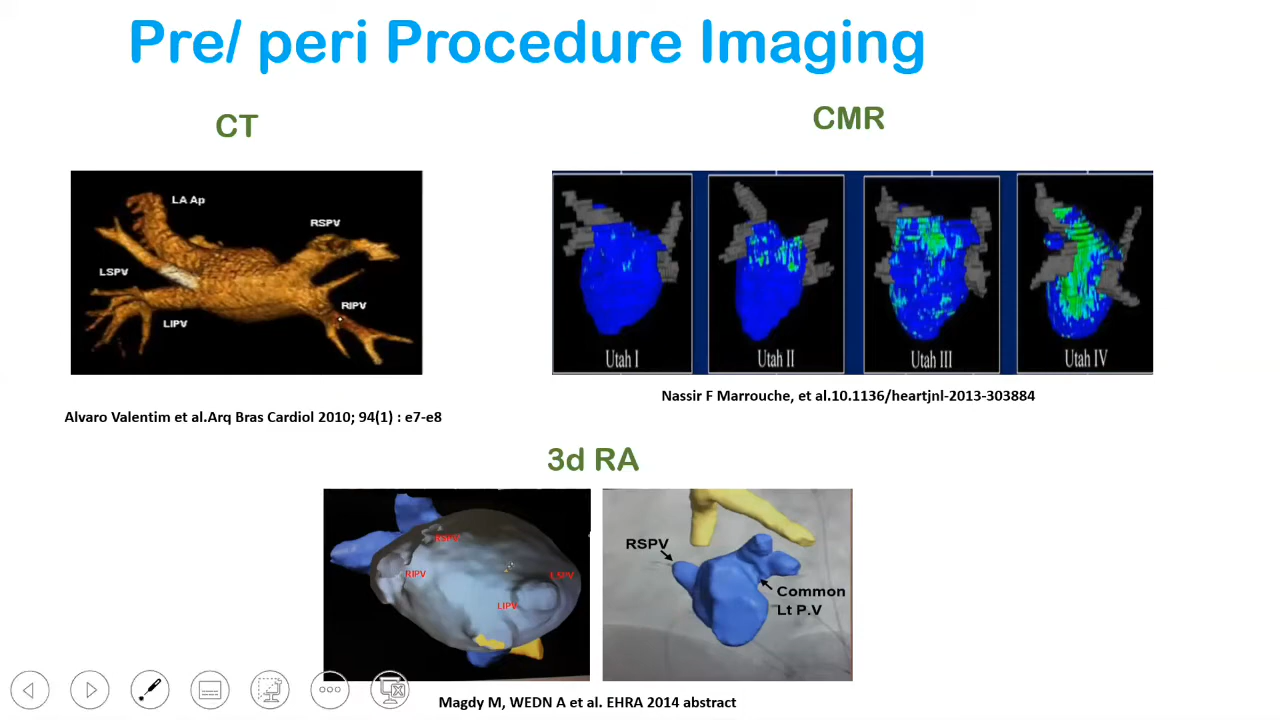 Pre/ peri Procedure Imaging
CT
CMR
LA Ap
RSPV
LSPV
RIPV
LIPV
Utah I
Utah II
Utah III
Utah IV
Alvaro Valentim et al.Arq Bras Cardiol 2010; 94(1) : e7-e8
Nassir F Marrouche, et al.10.1136/heartjnl-2013-303884
3d RA
RSPV
RIPV
LSPV
LIPV
RSPV
Common
Lt P.V
Magdy M, WEDN A et al. EHRA 2014 abstract